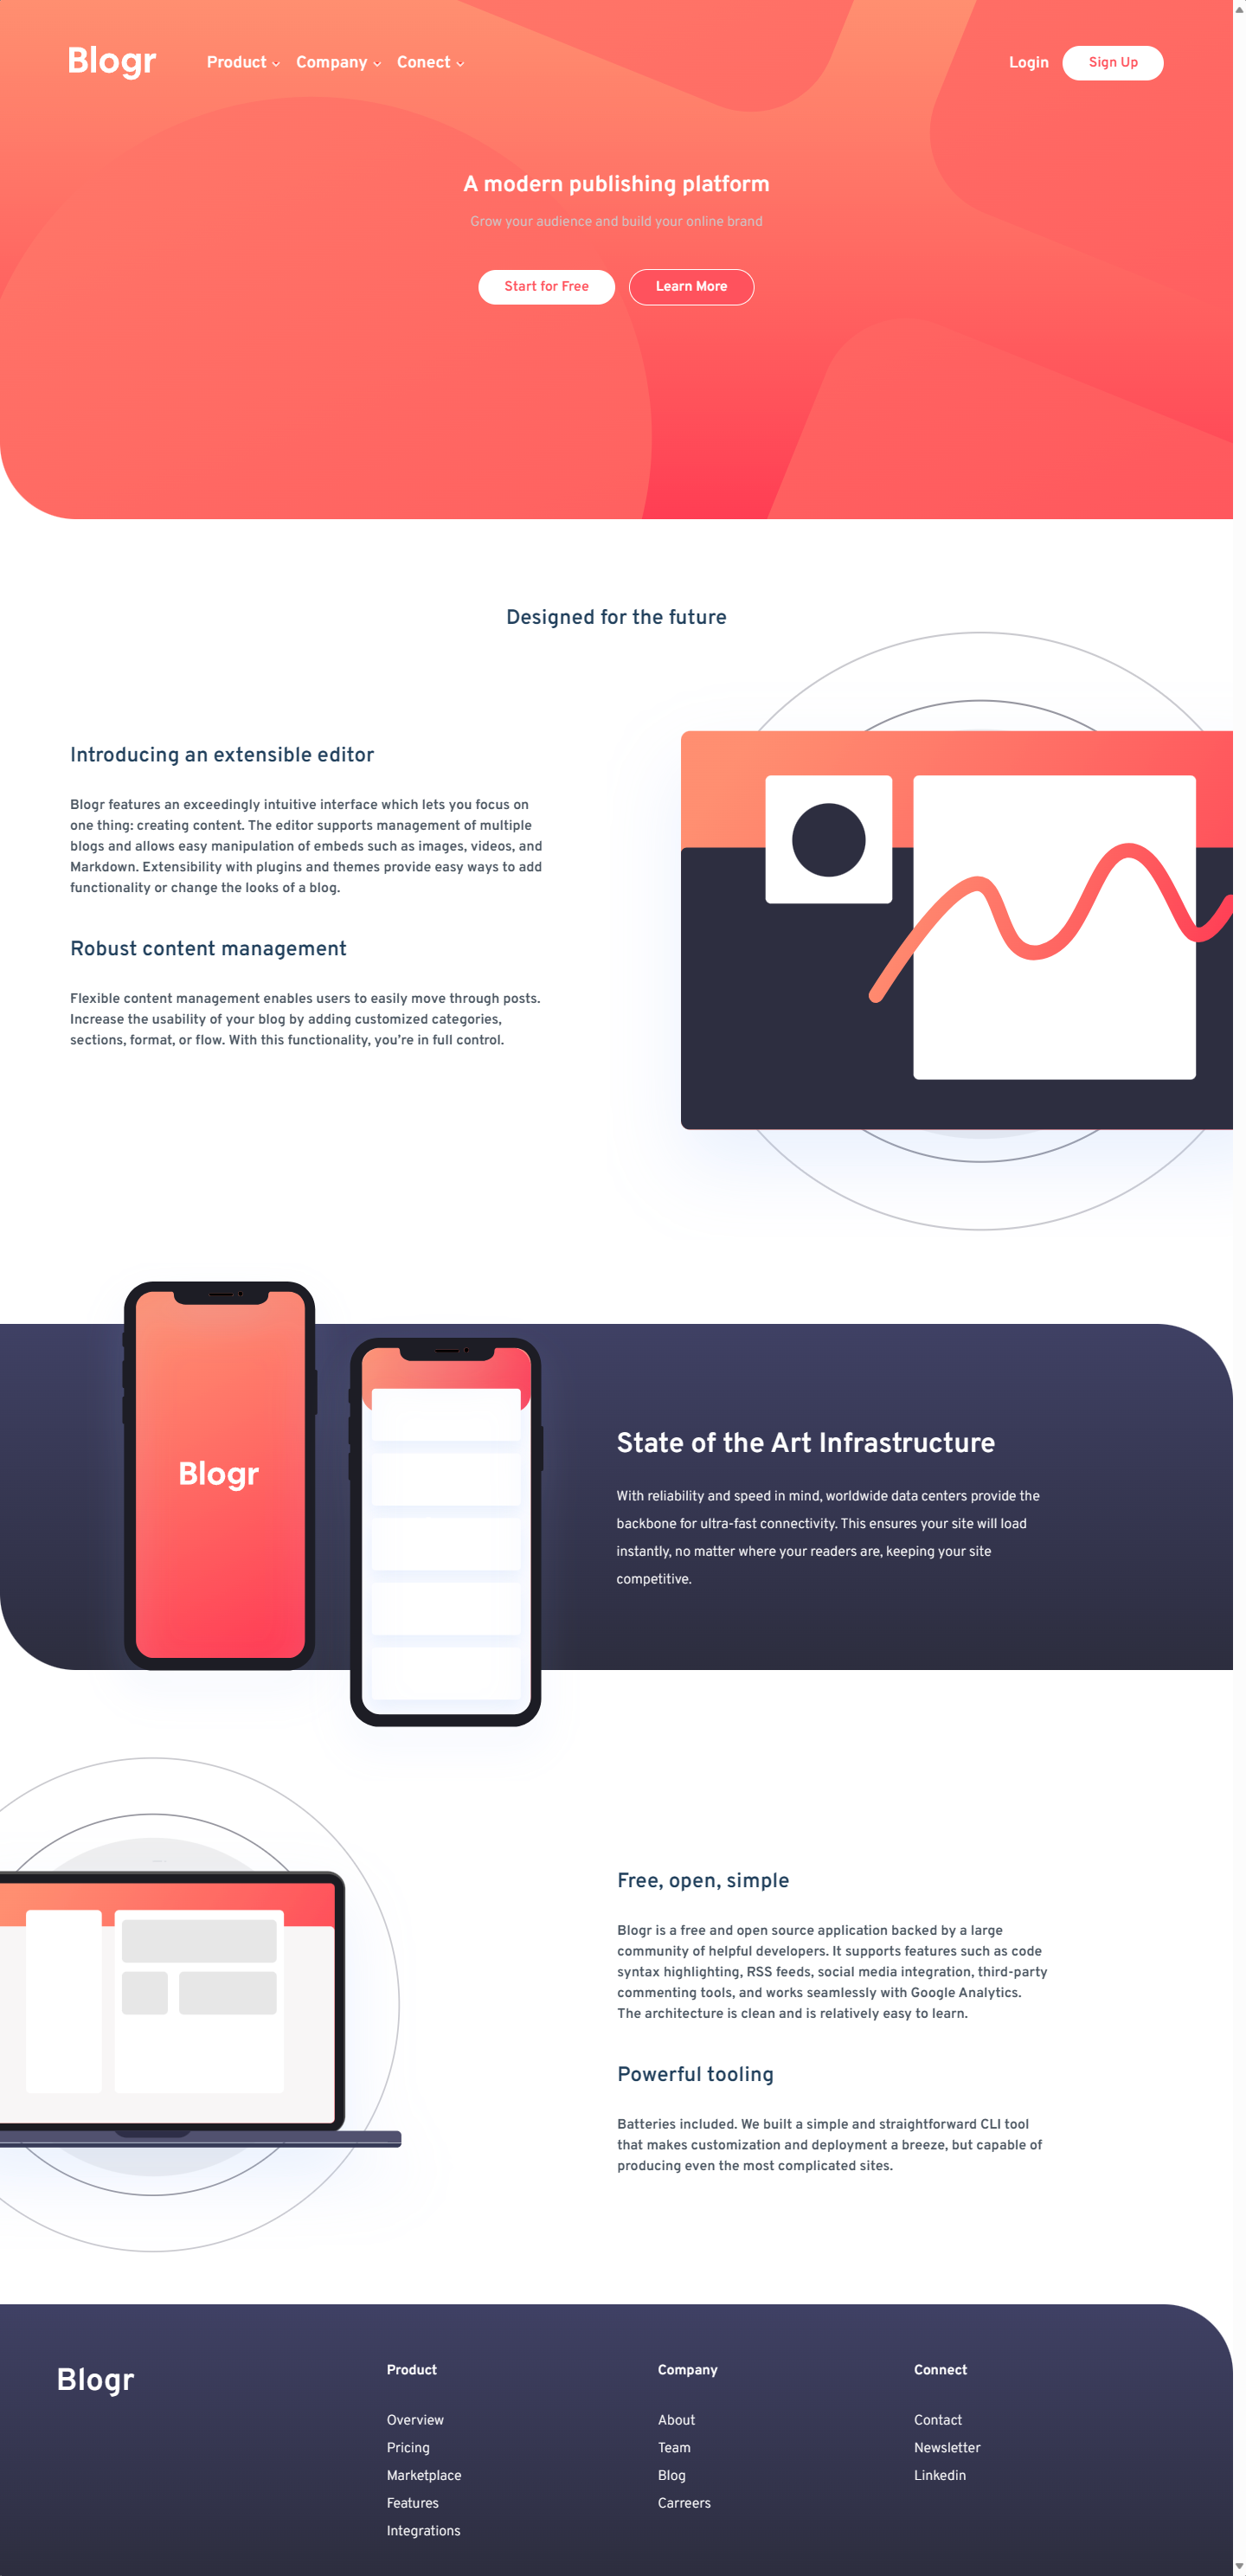 Blogr
Product
Company
Conect
Login
Sign Up
A modern publishing platform
Grow your audience and build your online brand
Start for Free
Learn More
Designed for the future
Introducing an extensible editor
Blogr features an exceedingly intuitive interface which lets you focus on
one thing: creating content. The editor supports management of multiple
blogs and allows easy manipulation of embeds such as images, videos, and
Markdown. Extensibility with plugins and themes provide easy ways to add
functionality or change the looks of a blog.
Robust content management
Flexible content management enables users to easily move through posts.
Increase the usability of your blog by adding customized categories,
sections, format, or flow. With this functionality, you’re in full control.
Blogr
State of the Art Infrastructure
With reliability and speed in mind, worldwide data centers provide the
backbone for ultra-fast connectivity. This ensures your site will load
instantly, no matter where your readers are, keeping your site
competitive.
Free, open, simple
Blogr is a free and open source application backed by a large
community of helpful developers. It supports features such as code
syntax highlighting, RSS feeds, social media integration, third-party
commenting tools, and works seamlessly with Google Analytics.
The architecture is clean and is relatively easy to learn.
Powerful tooling
Batteries included. We built a simple and straightforward CLI tool
that makes customization and deployment a breeze, but capable of
producing even the most complicated sites.
Blogr
Product
Overview
Pricing
Marketplace
Features
Integrations
Company
About
Team
Blog
Carreers
Connect
Contact
Newsletter
Linkedin